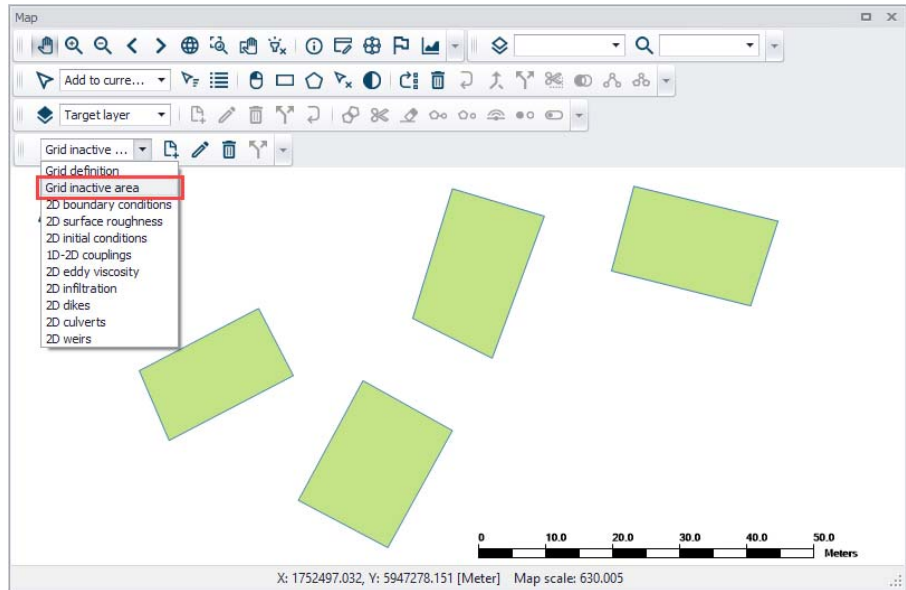 Map
Add to curre...
Target layer
Grid inactive ...
Grid definition
Grid inactive area
2D boundary conditions
2D surface roughness
2D initial conditions
1D-2D couplings
2D eddy viscosity
2D infiltration
2D dikes
2D culverts
2D weirs
0 10.0 20.0 30.0 40.0 50.0
Meters
X: 1752497.032, Y: 5947278.151 [Meter] Map scale: 630.005